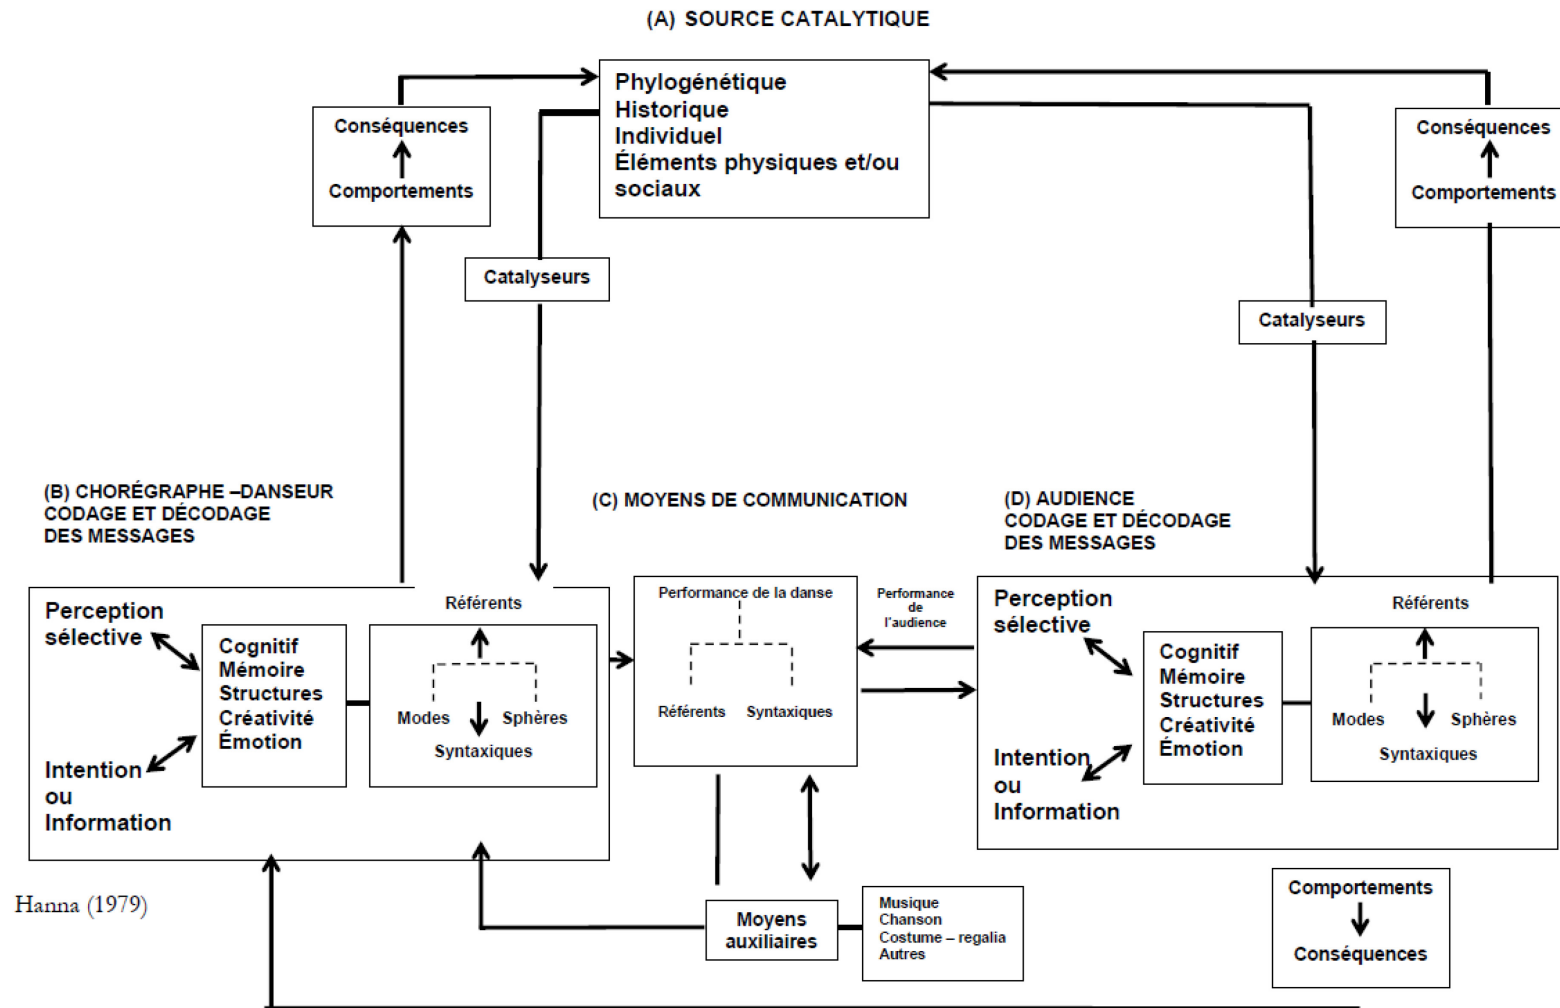 (A) SOURCE CATALYTIQUE
Phylogénétique
Historique
Individuel
Éléments physiques et/ou
sociaux
Conséquences
Comportements
Conséquences
Comportements
Catalyseurs
Catalyseurs
(B) CHORÉGRAPHE –DANSEUR
CODAGE ET DÉCODAGE
DES MESSAGES
(C) MOYENS DE COMMUNICATION
(D) AUDIENCE
CODAGE ET DÉCODAGE
DES MESSAGES
Perception
sélective
Intention
ou
Information
Cognitif
Mémoire
Structures
Créativité
Émotion
Référents
Modes
Sphères
Syntaxiques
Performance de la danse
Référents
Syntaxiques
Performance
de
l'audience
Perception
sélective
Intention
ou
Information
Cognitif
Mémoire
Structures
Créativité
Émotion
Référents
Modes
Sphères
Syntaxiques
Hanna (1979)
Moyens
auxiliaires
Musique
Chanson
Costume – regalia
Autres
Comportements
Conséquences